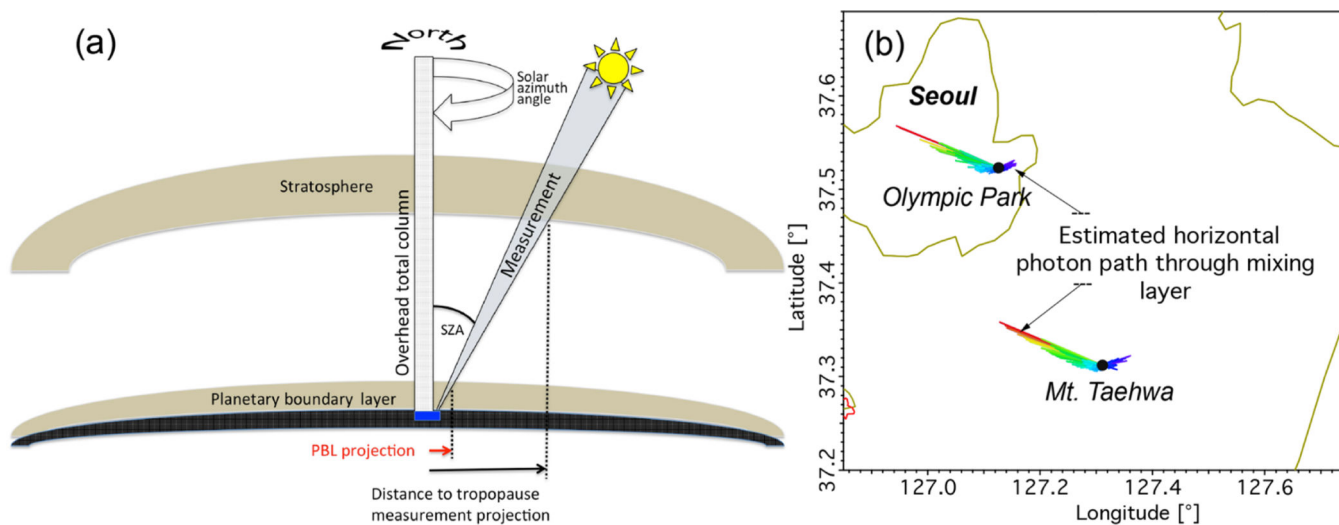 (a)
North
Solar
azimuth
angle
Stratosphere
Overhead total column
Measurement
SZA
Planetary boundary layer
PBL projection
Distance to tropopause
measurement projection
(b)
Seoul
Olympic Park
Estimated horizontal
photon path through mixing
layer
Mt. Taehwa
Latitude [°]
37.6
37.5
37.4
37.3
37.2
127.0 127.2 127.4 127.6
Longitude [°]